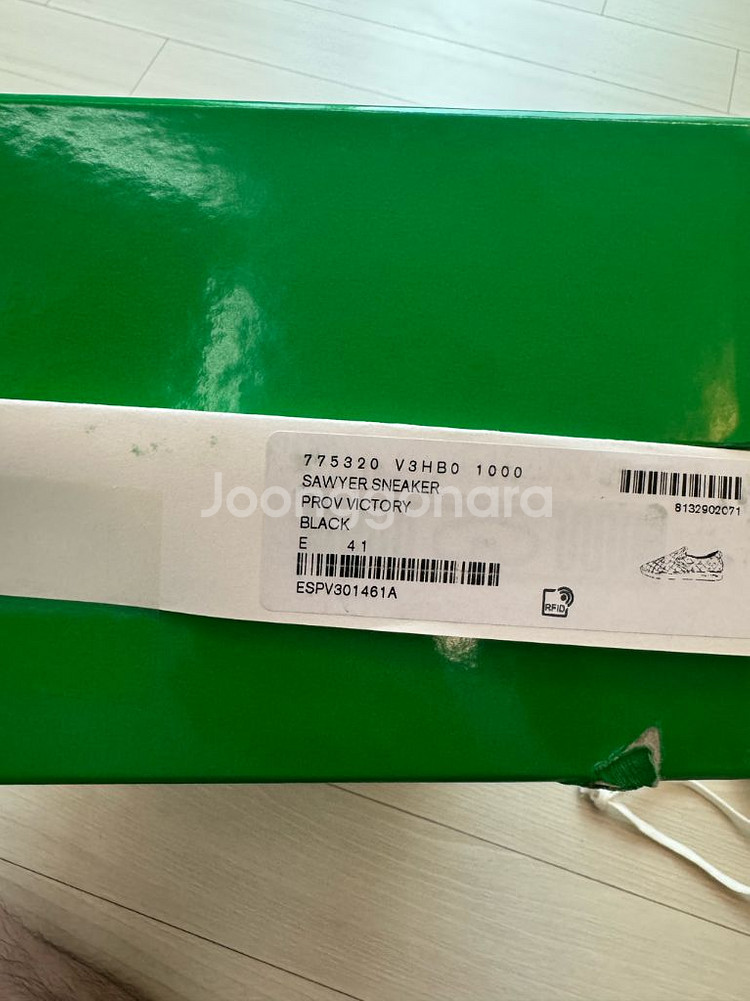 775320 V3HB0 1000
SAWYER SNEAKER
PROV VICTORY
BLACK
E 41
ESPV301461A
8132902071
RFID
Joonggonara